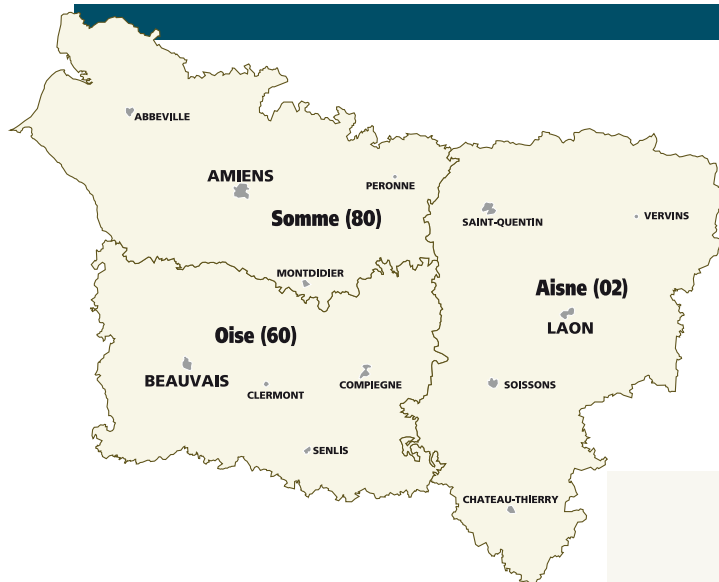 ABBEVILLE
AMIENS
PERONNE
Somme (80)
SAINT-QUENTIN
VERVINS
MONTDIDIER
Aisne (02)
Oise (60)
LAON
BEAUVAIS
COMPIEGNE
SOISSONS
CLERMONT
SENLIS
CHATEAU-THIERRY